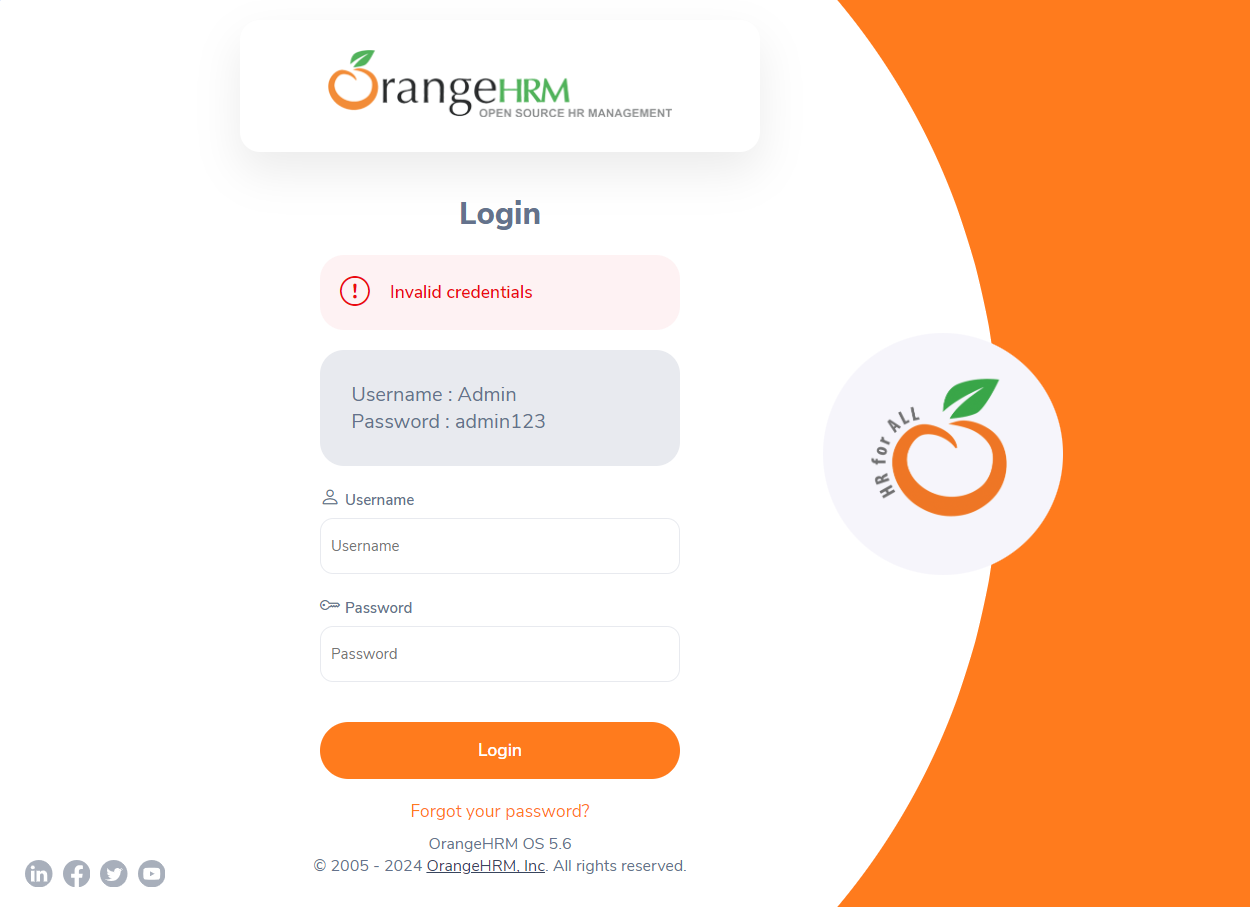 OrangeHRM
OPEN SOURCE HR MANAGEMENT
Login
Invalid credentials
Username : Admin
Password : admin123
HR for ALL
Username
Username
Password
Password
Login
Forgot your password?
OrangeHRM OS 5.6
© 2005 - 2024 OrangeHRM, Inc. All rights reserved.